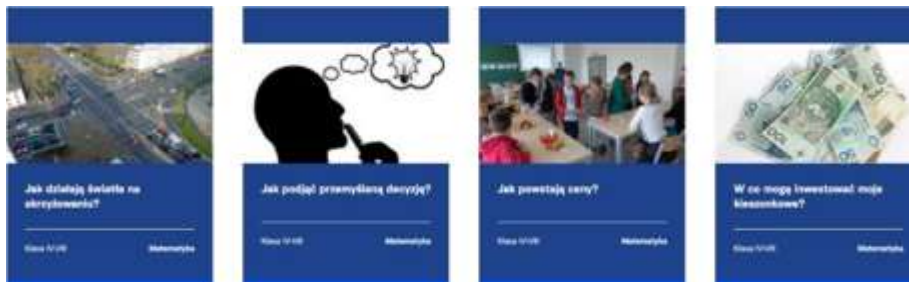 Jak działają światła na
skrzyżowaniu?
Klasa IV-VIII Matematyka
Jak podjąć przemyślaną decyzję?
Klasa IV-VIII Matematyka
Jak powstają ceny?
Klasa IV-VIII Matematyka
W co mogę inwestować moje
kieszonkowe?
Klasa IV-VIII Matematyka